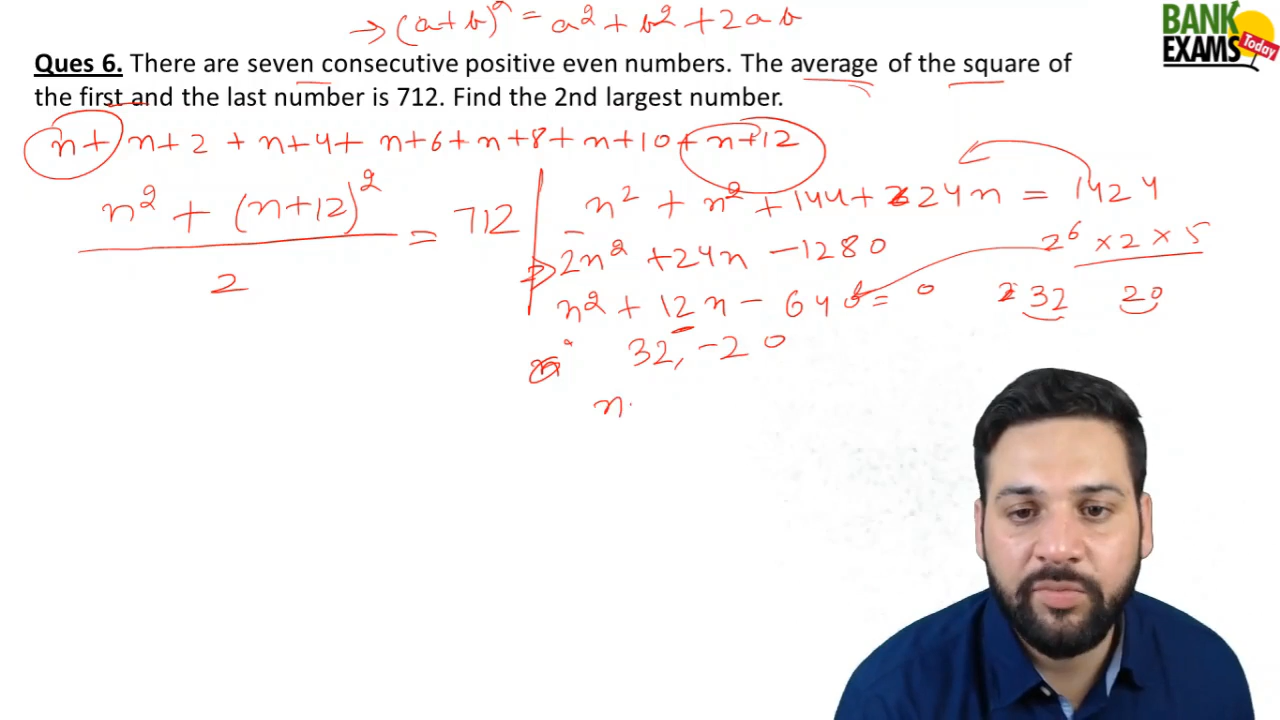 → (a+b)² = a² + b² + 2ab
BANK EXAMS Today
Ques 6. There are seven consecutive positive even numbers. The average of the square of
the first and the last number is 712. Find the 2nd largest number.
n + n+2 + n+4 + n+6 + n+8 + n+10 + n+12
n² + (n+12)² / 2 = 712
n² + n² + 144 + 24n = 1424
⇒ 2n² + 24n - 1280
2⁶ × 2 × 5
n² + 12n - 640 = 0
32 20
32, -20
n